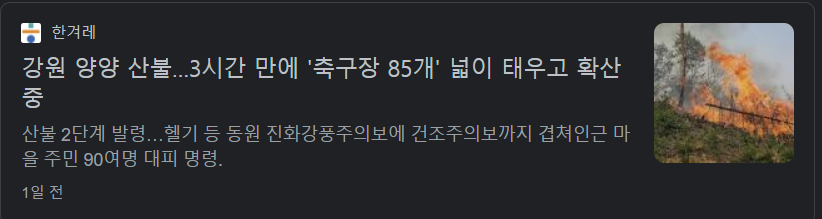 한겨레
강원 양양 산불...3시간 만에 '축구장 85개' 넓이 태우고 확산
중
산불 2단계 발령…헬기 등 동원 진화강풍주의보에 건조주의보까지 겹쳐인근 마
을 주민 90여명 대피 명령.
1일 전